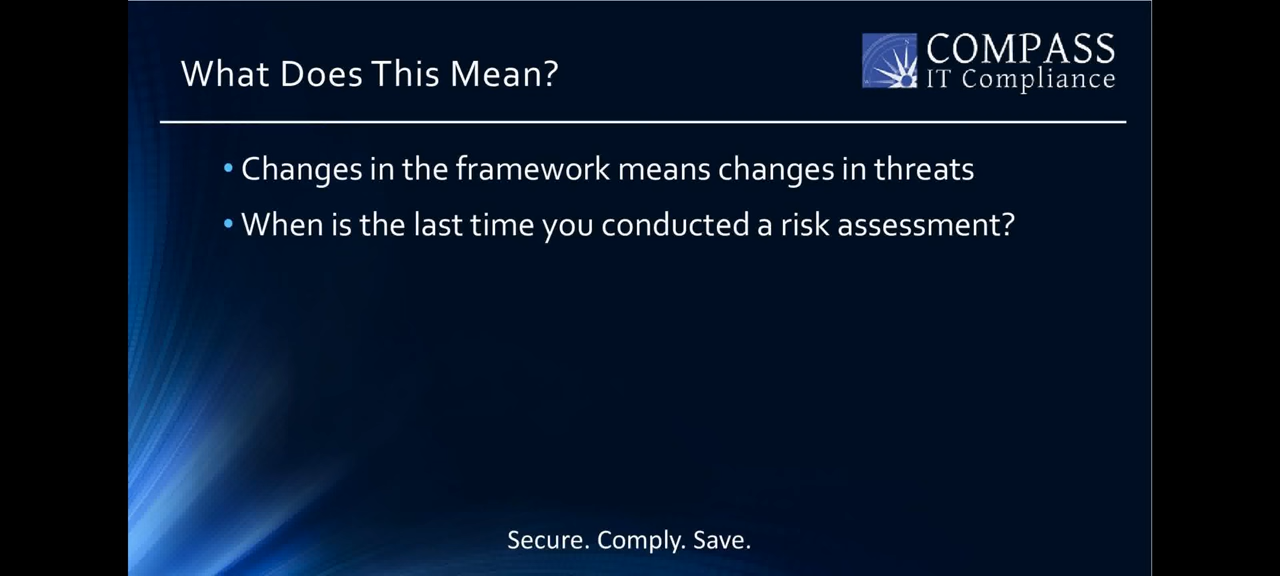 What Does This Mean?
COMPASS
IT Compliance
• Changes in the framework means changes in threats
• When is the last time you conducted a risk assessment?
Secure. Comply. Save.